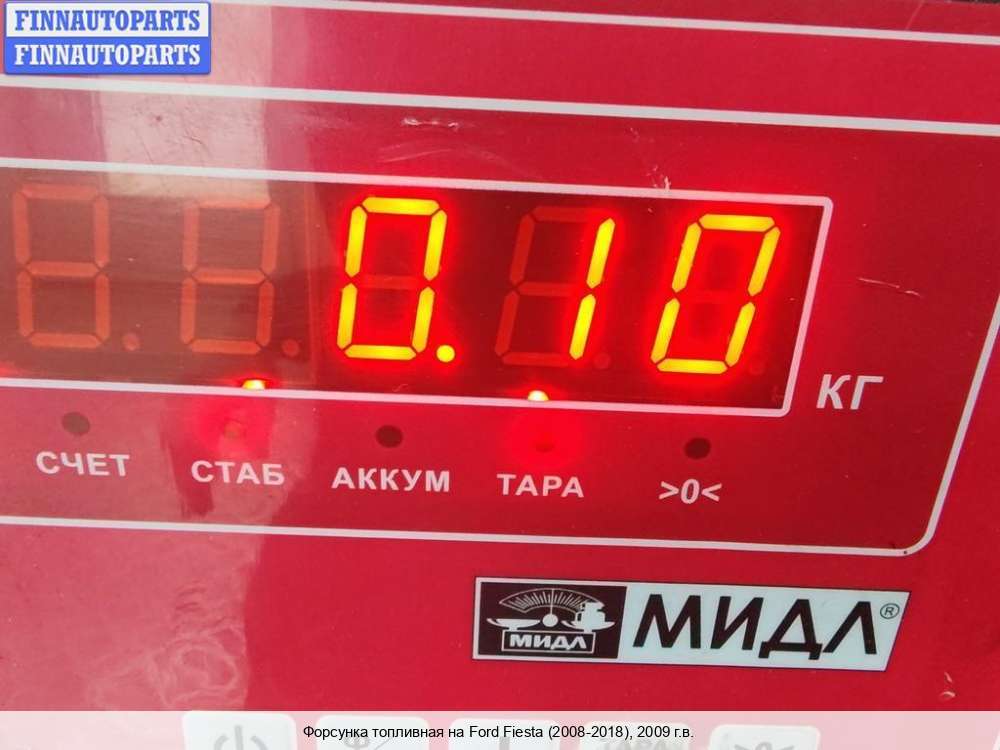 FINNAUTOPARTS
FINNAUTOPARTS
0.10
КГ
СЧЕТ СТАБ АККУМ ТАРА >0<
МИДЛ МИДЛ®
Форсунка топливная на Ford Fiesta (2008-2018), 2009 г.в.